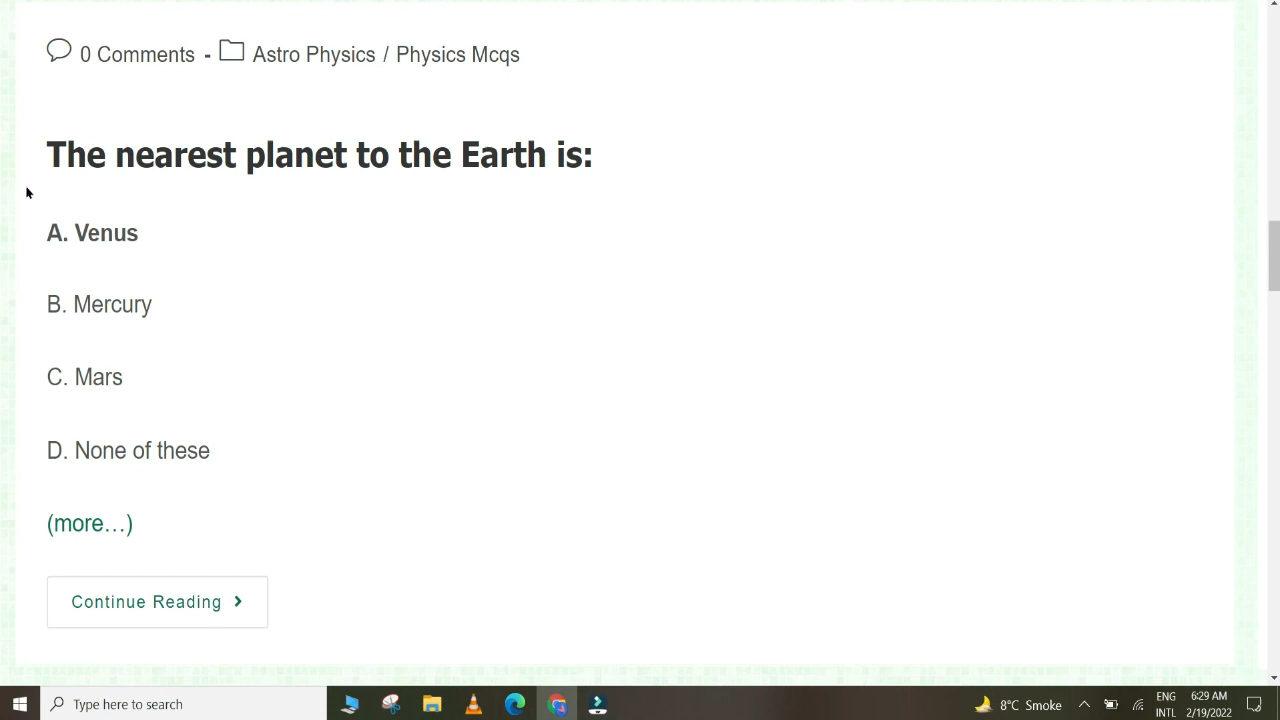 0 Comments - Astro Physics / Physics Mcqs
The nearest planet to the Earth is:
A. Venus
B. Mercury
C. Mars
D. None of these
(more…)
Continue Reading
Type here to search
8°C Smoke
ENG
INTL
6:29 AM
2/19/2022